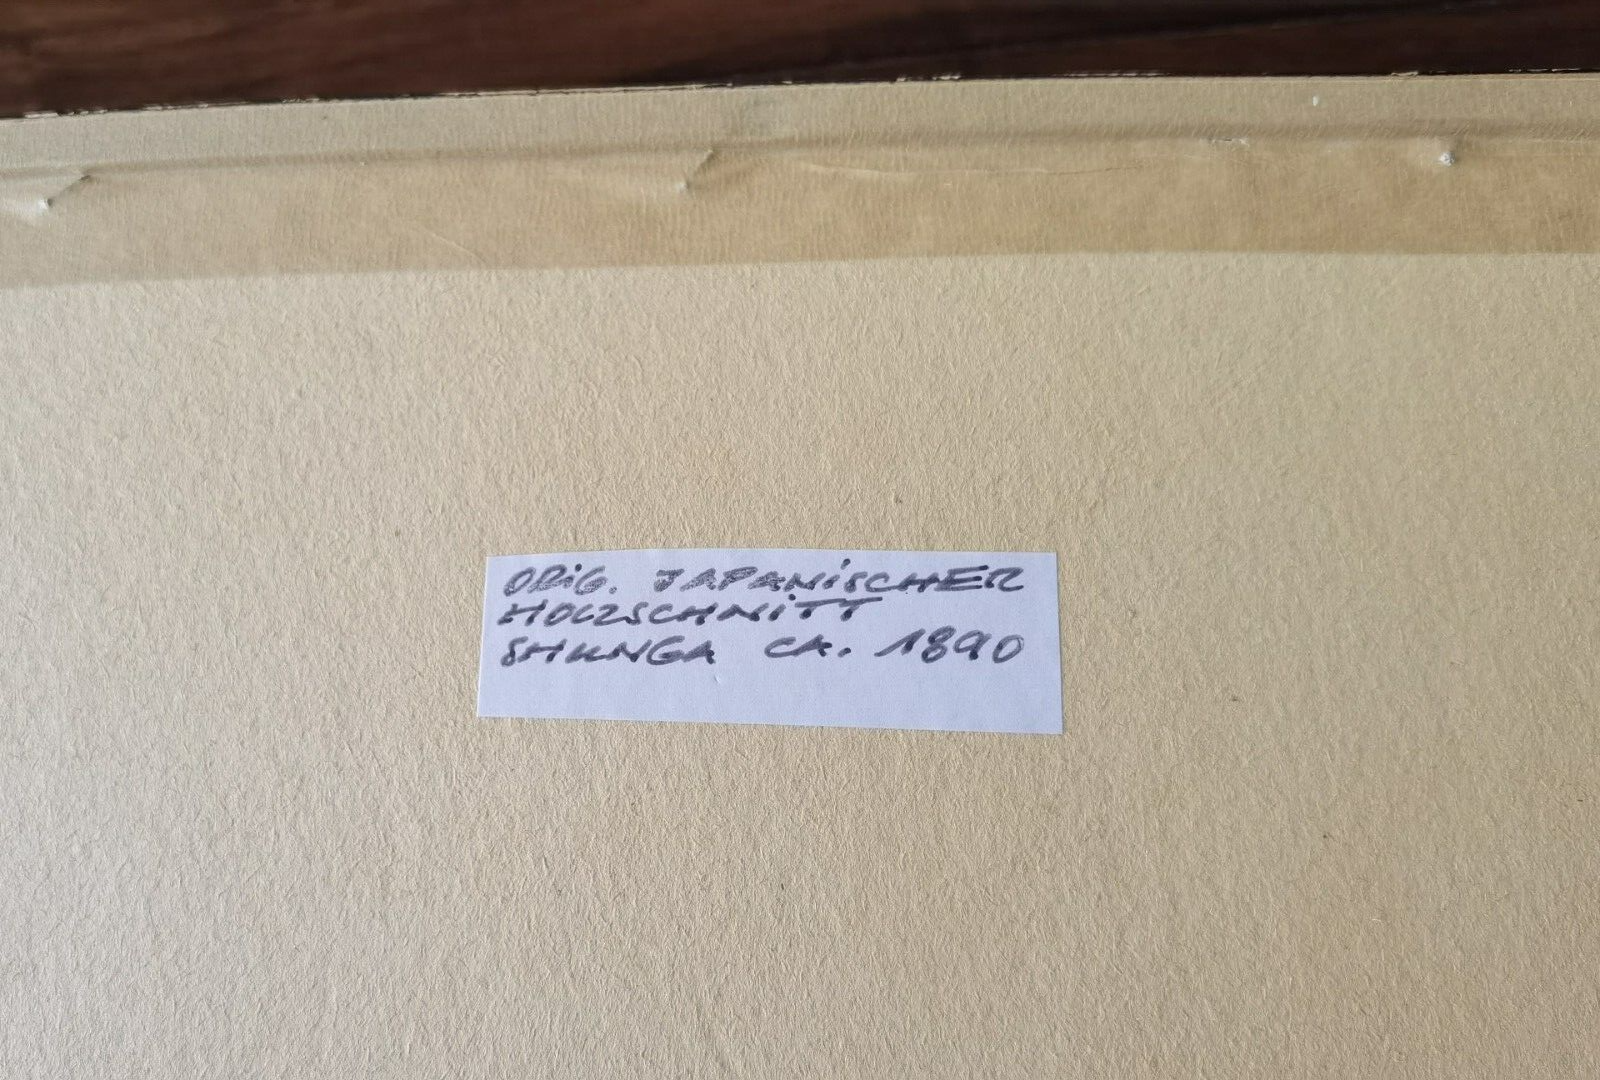 ORIG. JAPANISCHER
HOLZSCHNITT
SHUNGA CA. 1890